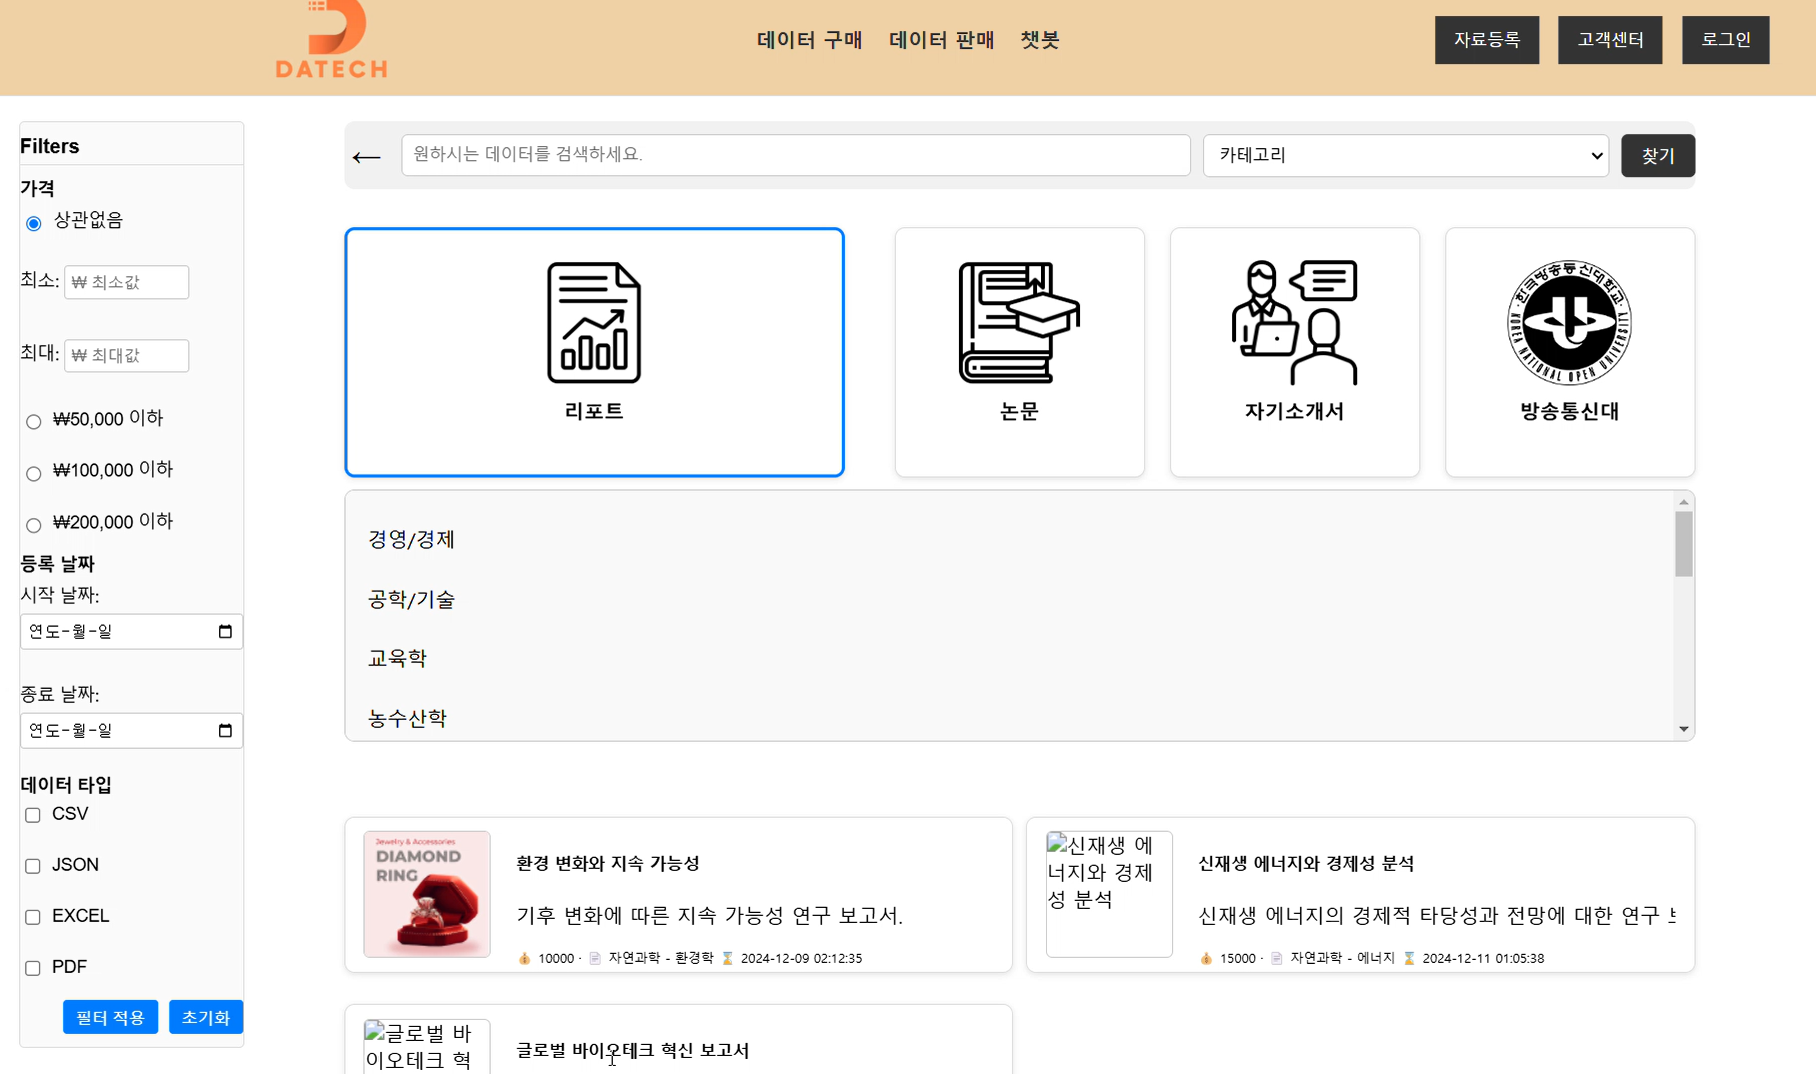 DATECH
데이터 구매
데이터 판매
챗봇
자료등록
고객센터
로그인
Filters
가격
상관없음
최소: ₩ 최소값
최대: ₩ 최대값
₩50,000 이하
₩100,000 이하
₩200,000 이하
등록 날짜
시작 날짜:
연도-월-일
종료 날짜:
연도-월-일
데이터 타입
CSV
JSON
EXCEL
PDF
필터 적용
초기화
←
원하시는 데이터를 검색하세요.
카테고리
찾기
리포트
논문
자기소개서
한국방송통신대학교
KOREA NATIONAL OPEN UNIVERSITY
방송통신대
경영/경제
공학/기술
교육학
농수산학
Jewelry & Accessories
DIAMOND
RING
환경 변화와 지속 가능성
기후 변화에 따른 지속 가능성 연구 보고서.
💰 10000 · 📄 자연과학 - 환경학 ⌛ 2024-12-09 02:12:35
신재생 에
너지와 경제
성 분석
신재생 에너지와 경제성 분석
신재생 에너지의 경제적 타당성과 전망에 대한 연구
💰 15000 · 📄 자연과학 - 에너지 ⌛ 2024-12-11 01:05:38
글로벌 바
이오테크 혁
글로벌 바이오테크 혁신 보고서